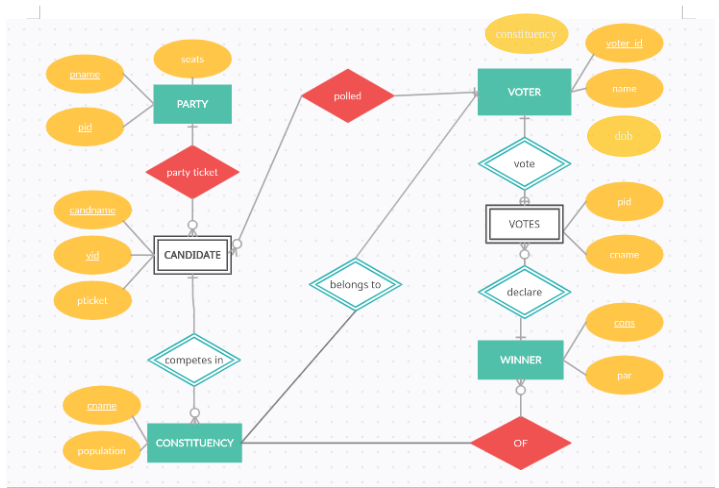 constituency
voter_id
seats
pname
PARTY
polled
VOTER
name
pid
dob
party ticket
vote
candname
pid
VOTES
CANDIDATE
vid
cname
pticket
belongs to
declare
cons
competes in
WINNER
par
cname
population
CONSTITUENCY
OF